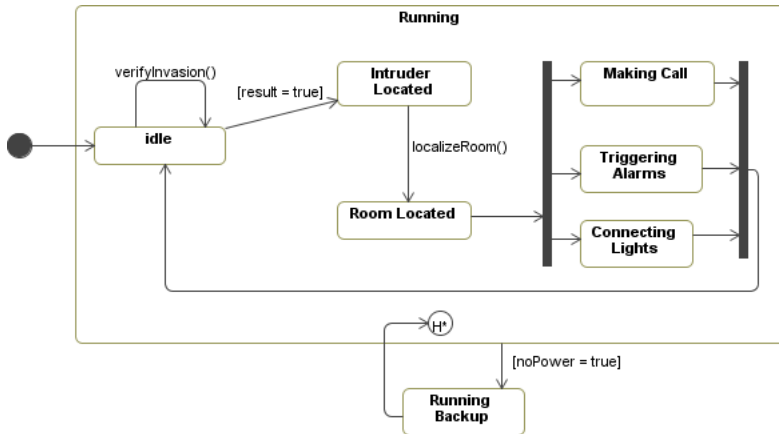 Running
verifyInvasion()
[result = true]
Intruder
Located
Making Call
idle
localizeRoom()
Triggering
Alarms
Room Located
Connecting
Lights
H*
[noPower = true]
Running
Backup